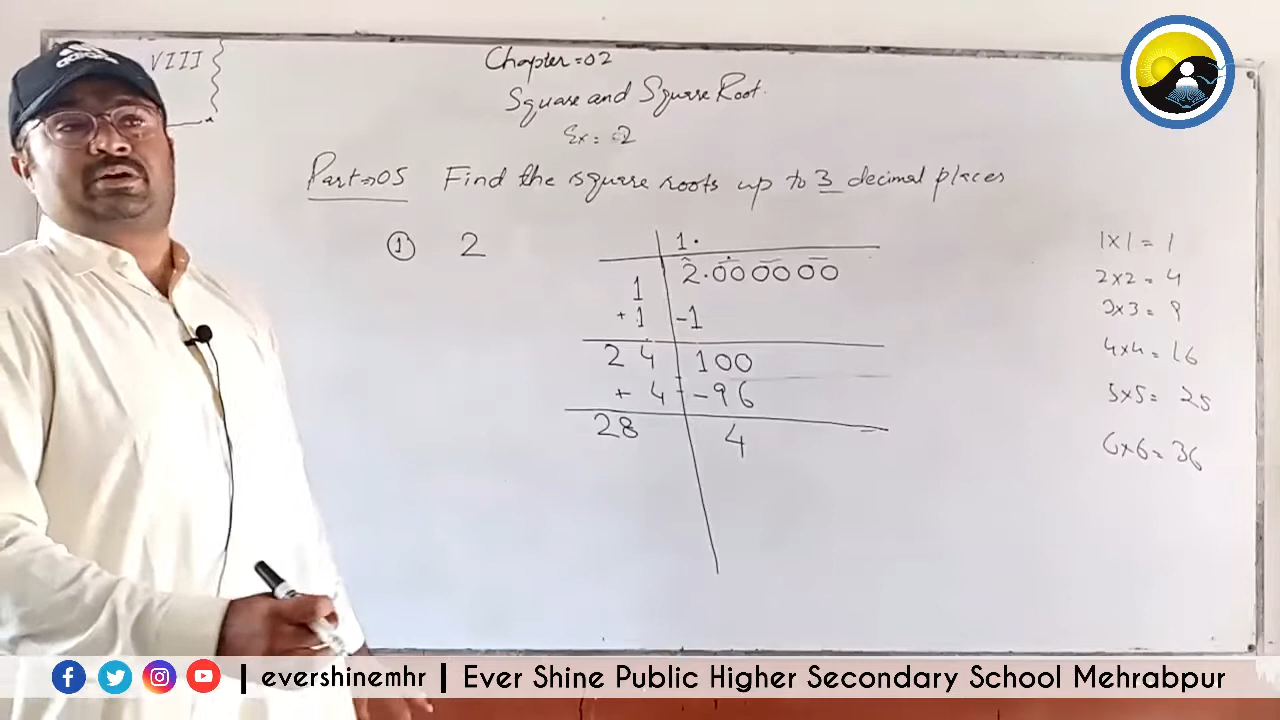 VIII
Chapter = 02
Square and Square Root.
Ex = 2
Part → 05 Find the square roots up to 3 decimal places
① 2
1.
2.000000
1
+1 -1
24 100
+4 -96
28 4
1x1 = 1
2x2 = 4
3x3 = 9
4x4 = 16
5x5 = 25
6x6 = 36
adidas
| evershinemhr | Ever Shine Public Higher Secondary School Mehrabpur